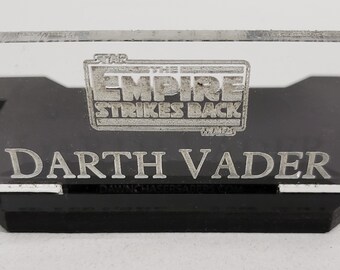 STAR
THE
EMPIRE
STRIKES BACK
WARS
DARTH VADER